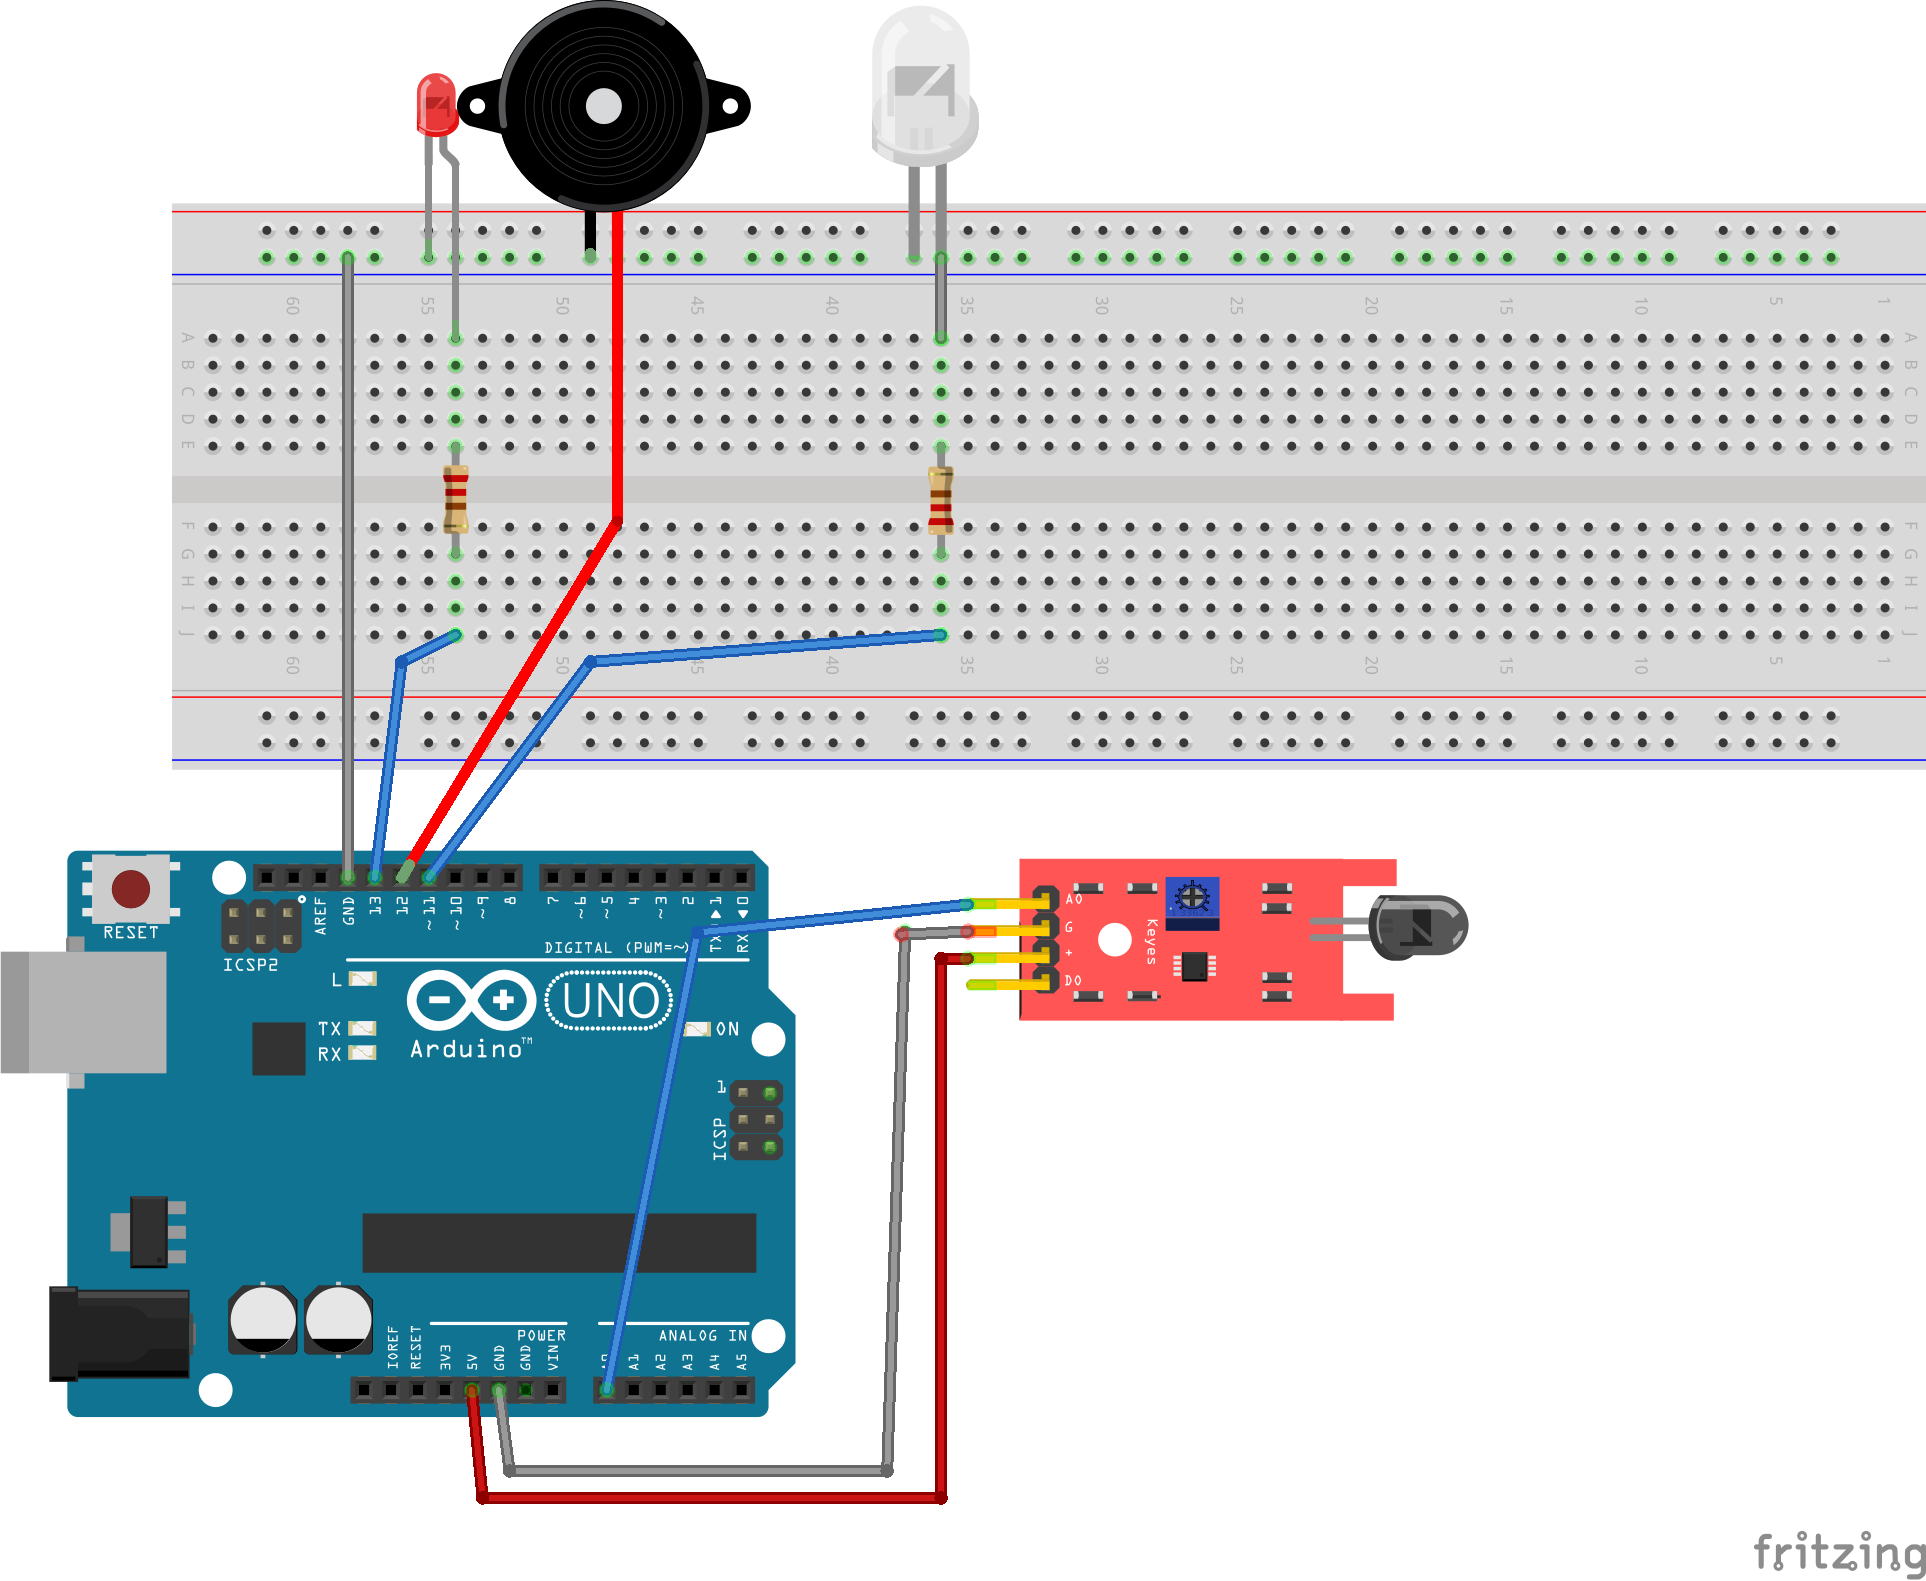 60 55 50 45 40 35 30 25 20 15 10 5 1
A A
B B
C C
D D
E E
F F
G G
H H
I I
J J
60 55 50 45 40 35 30 25 20 15 10 5 1
RESET
ICSP2
AREF
GND
13
12
~11
~10
~9
8
7
~6
~5
4
~3
2
TX 1
RX 0
DIGITAL (PWM=~)
L
TX
RX
UNO
ON
Arduino™
1
ICSP
POWER
ANALOG IN
IOREF
RESET
3V3
5V
GND
GND
VIN
A1
A2
A3
A4
A5
A0
G
+
D0
Keyes
fritzing